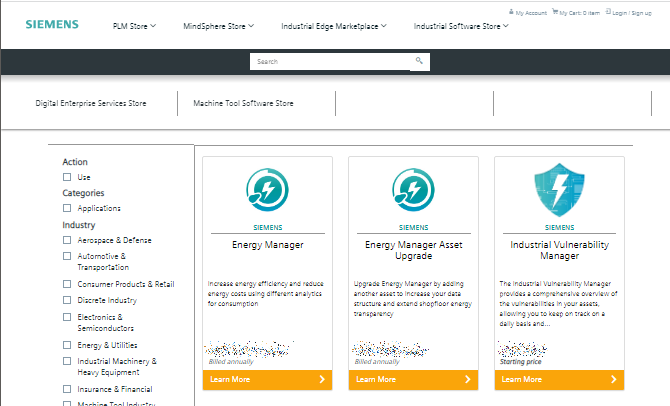 My Account My Cart: 0 item Login / Sign up
SIEMENS PLM Store MindSphere Store Industrial Edge Marketplace Industrial Software Store
Search
Digital Enterprise Services Store Machine Tool Software Store
Action
Use
Categories
Applications
Industry
Aerospace & Defense
Automotive &
Transportation
Consumer Products & Retail
Discrete Industry
Electronics &
Semiconductors
Energy & Utilities
Industrial Machinery &
Heavy Equipment
Insurance & Financial
Machine Tool Industry
SIEMENS
Energy Manager
Increase energy efficiency and reduce
energy costs using different analytics
for consumption
Billed annually
Learn More
SIEMENS
Energy Manager Asset
Upgrade
Upgrade Energy Manager by adding
another asset to increase your data
structure and extend shopfloor energy
transparency
Billed annually
Learn More
SIEMENS
Industrial Vulnerability
Manager
The Industrial Vulnerability Manager
provides a comprehensive overview of the
vulnerabilities in your assets,
allowing you to keep on track on a
daily basis and...
Starting price
Learn More